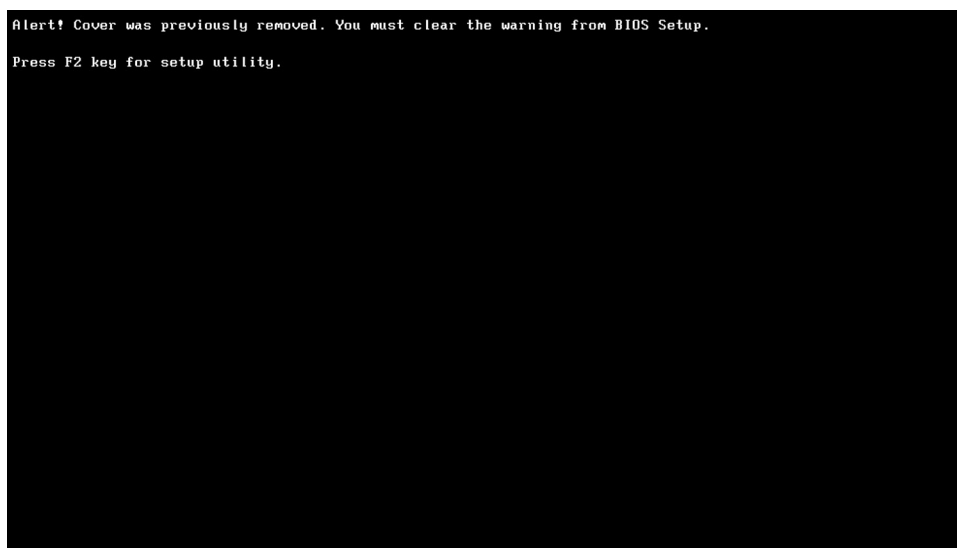 Alert! Cover was previously removed. You must clear the warning from BIOS Setup.
Press F2 key for setup utility.